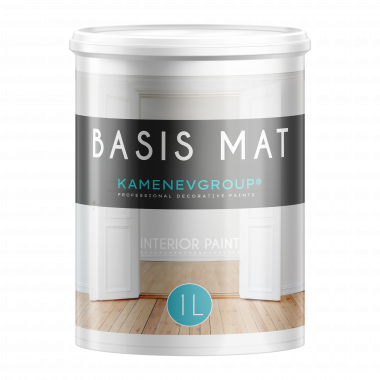 BASIS MAT
KAMENEVGROUP®
PROFESSIONAL DECORATIVE PAINTS
INTERIOR PAINT
1L